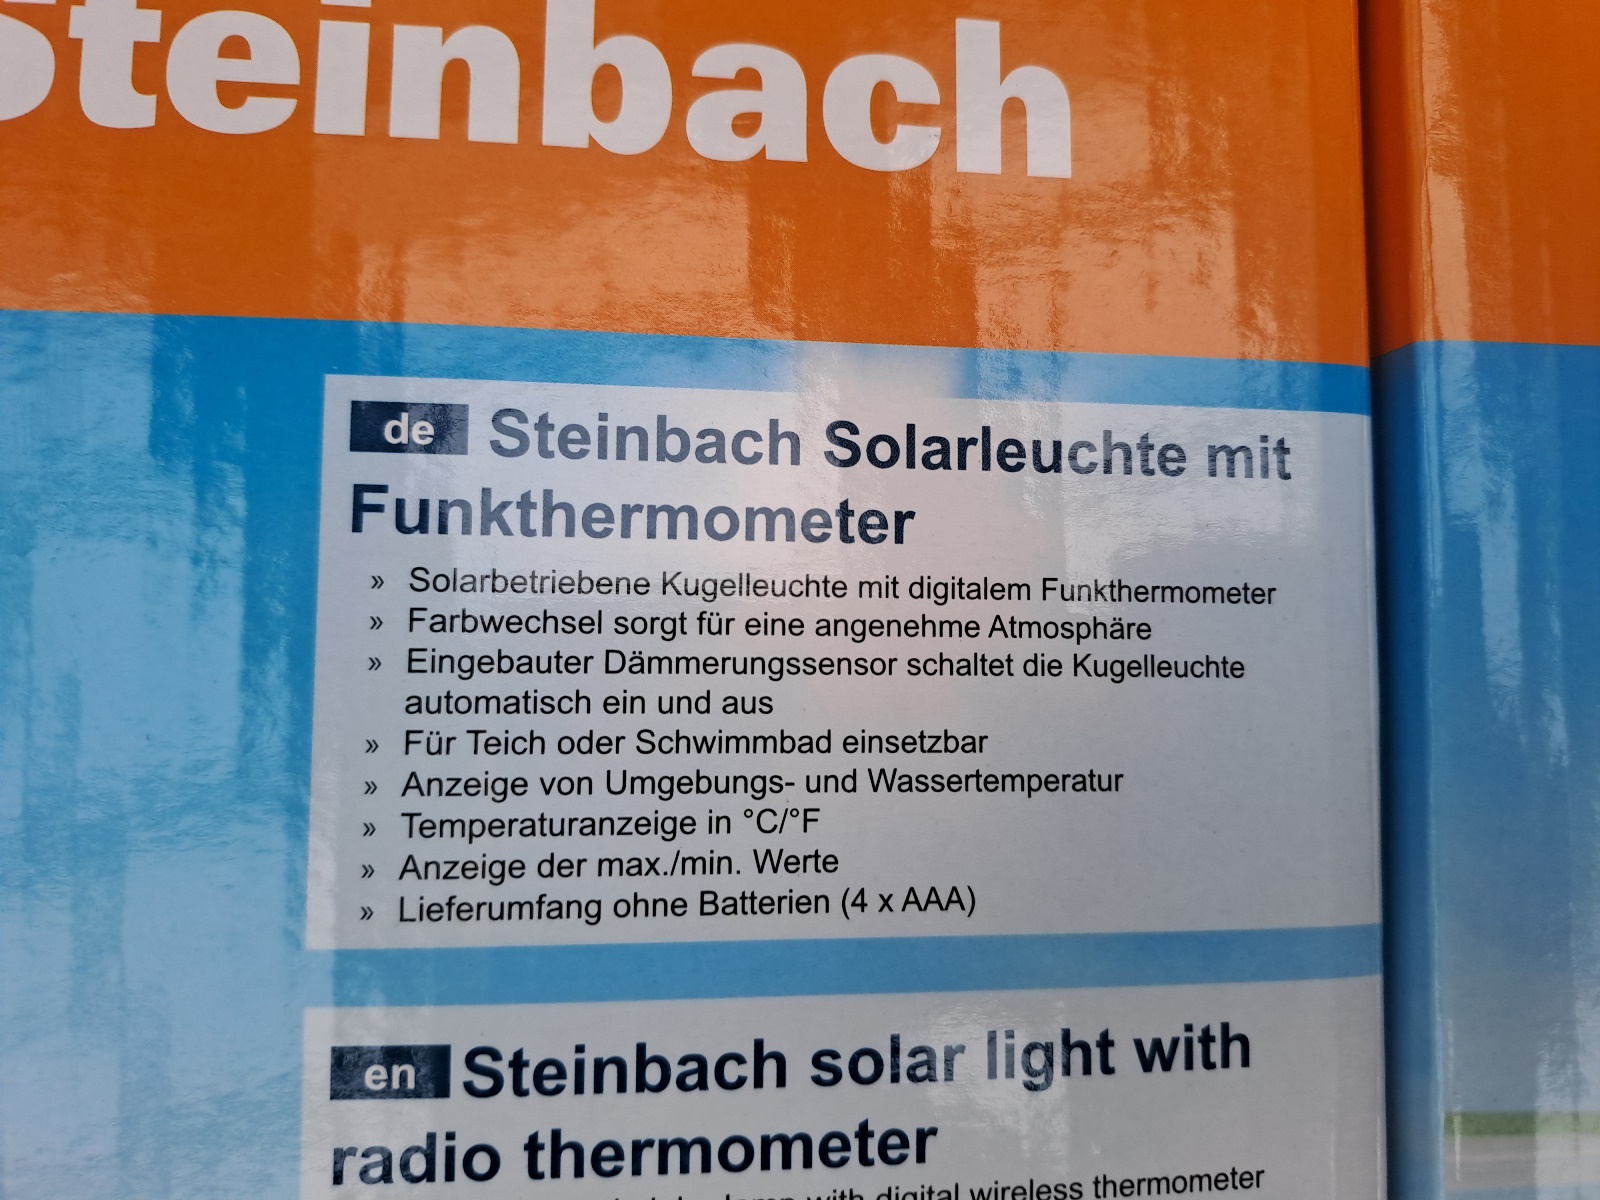 Steinbach
de Steinbach Solarleuchte mit
Funkthermometer
» Solarbetriebene Kugelleuchte mit digitalem Funkthermometer
» Farbwechsel sorgt für eine angenehme Atmosphäre
» Eingebauter Dämmerungssensor schaltet die Kugelleuchte
automatisch ein und aus
» Für Teich oder Schwimmbad einsetzbar
» Anzeige von Umgebungs- und Wassertemperatur
» Temperaturanzeige in °C/°F
» Anzeige der max./min. Werte
» Lieferumfang ohne Batterien (4 x AAA)
en Steinbach solar light with
radio thermometer
with digital wireless thermometer